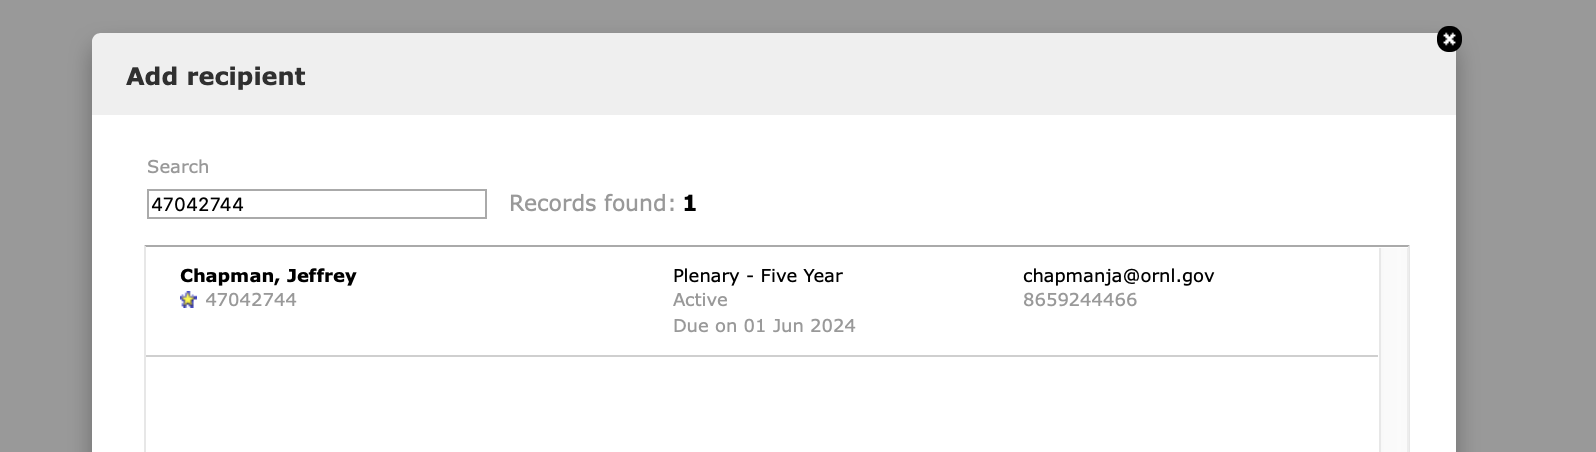 Add recipient
Search
47042744
Records found: 1
Chapman, Jeffrey
47042744
Plenary - Five Year
Active
Due on 01 Jun 2024
chapmanja@ornl.gov
8659244466